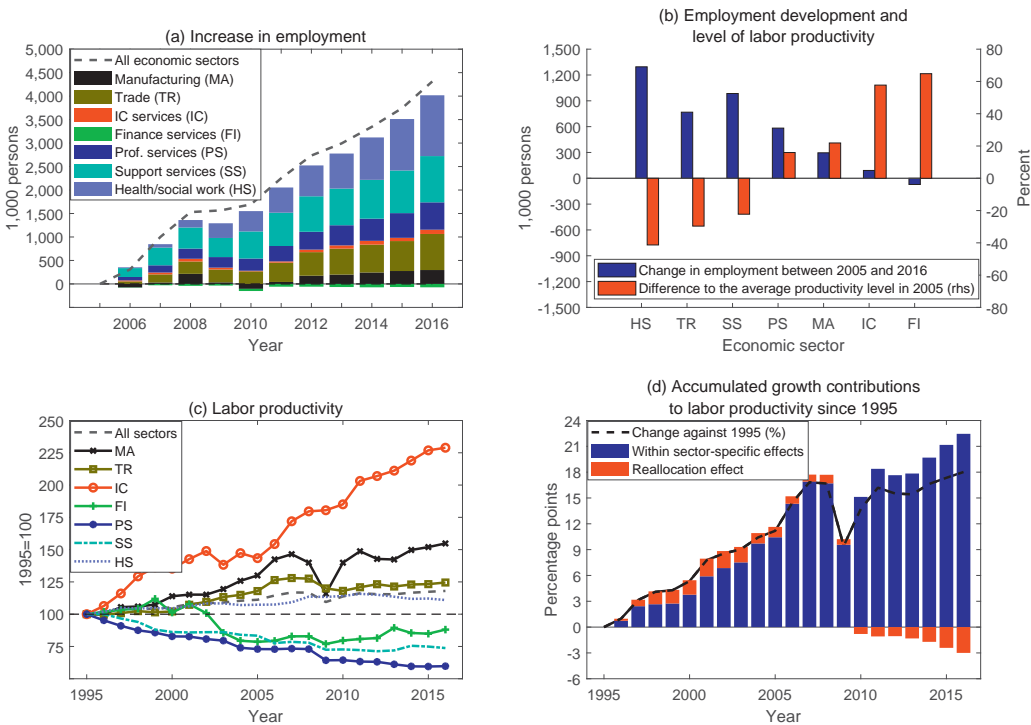 (a) Increase in employment
5,000
4,500
4,000
3,500
3,000
2,500
2,000
1,500
1,000
500
0
-500
1,000 persons
All economic sectors
Manufacturing (MA)
Trade (TR)
IC services (IC)
Finance services (FI)
Prof. services (PS)
Support services (SS)
Health/social work (HS)
2006 2008 2010 2012 2014 2016
Year
(b) Employment development and
level of labor productivity
1,500
1,200
900
600
300
0
-300
-600
-900
-1,200
-1,500
1,000 persons
80
60
40
20
0
-20
-40
-60
-80
Percent
Change in employment between 2005 and 2016
Difference to the average productivity level in 2005 (rhs)
HS TR SS PS MA IC FI
Economic sector
(c) Labor productivity
250
225
200
175
150
125
100
75
50
1995=100
All sectors
MA
TR
IC
FI
PS
SS
HS
1995 2000 2005 2010 2015
Year
(d) Accumulated growth contributions
to labor productivity since 1995
24
21
18
15
12
9
6
3
0
-3
-6
Percentage points
Change against 1995 (%)
Within sector-specific effects
Reallocation effect
1995 2000 2005 2010 2015
Year